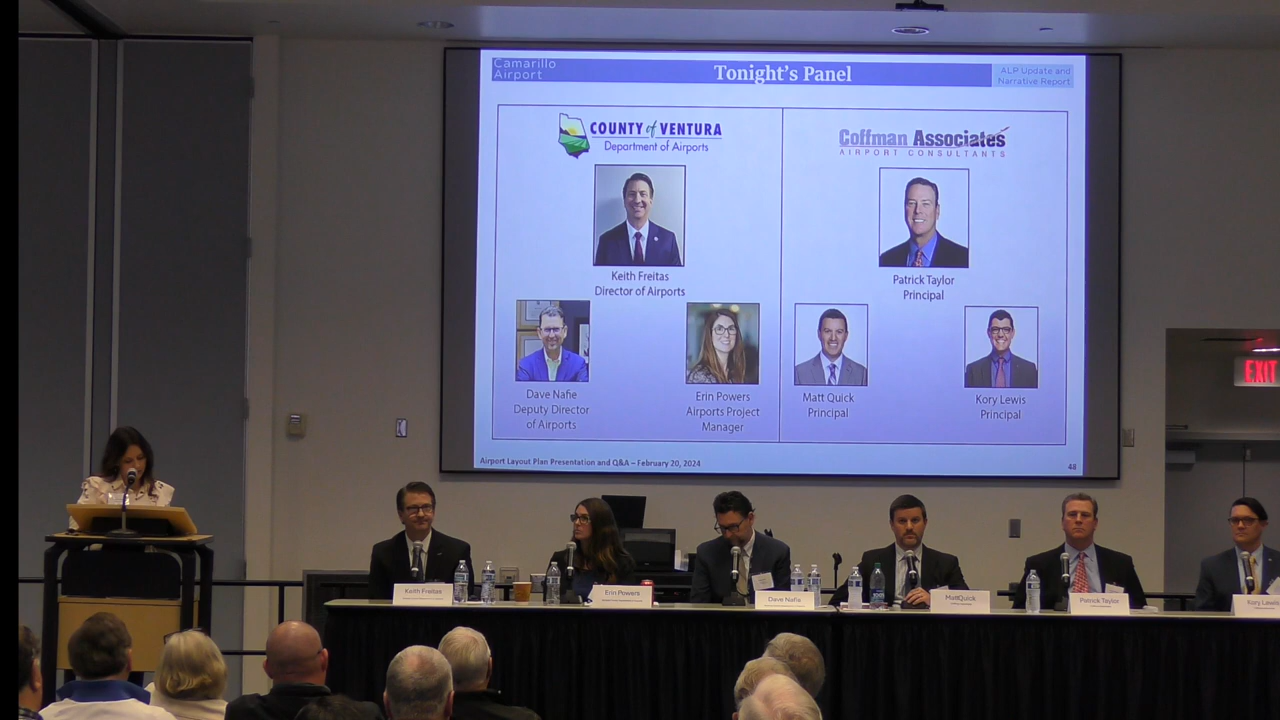 Camarillo
Airport
Tonight's Panel
ALP Update and
Narrative Report
COUNTY of VENTURA
Department of Airports
Coffman Associates
AIRPORT CONSULTANTS
Keith Freitas
Director of Airports
Patrick Taylor
Principal
Dave Nafie
Deputy Director
of Airports
Erin Powers
Airports Project
Manager
Matt Quick
Principal
Kory Lewis
Principal
Airport Layout Plan Presentation and Q&A – February 20, 2024
48
EXIT
Keith Freitas
Erin Powers
Dave Nafie
Matt Quick
Patrick Taylor
Kory Lewis